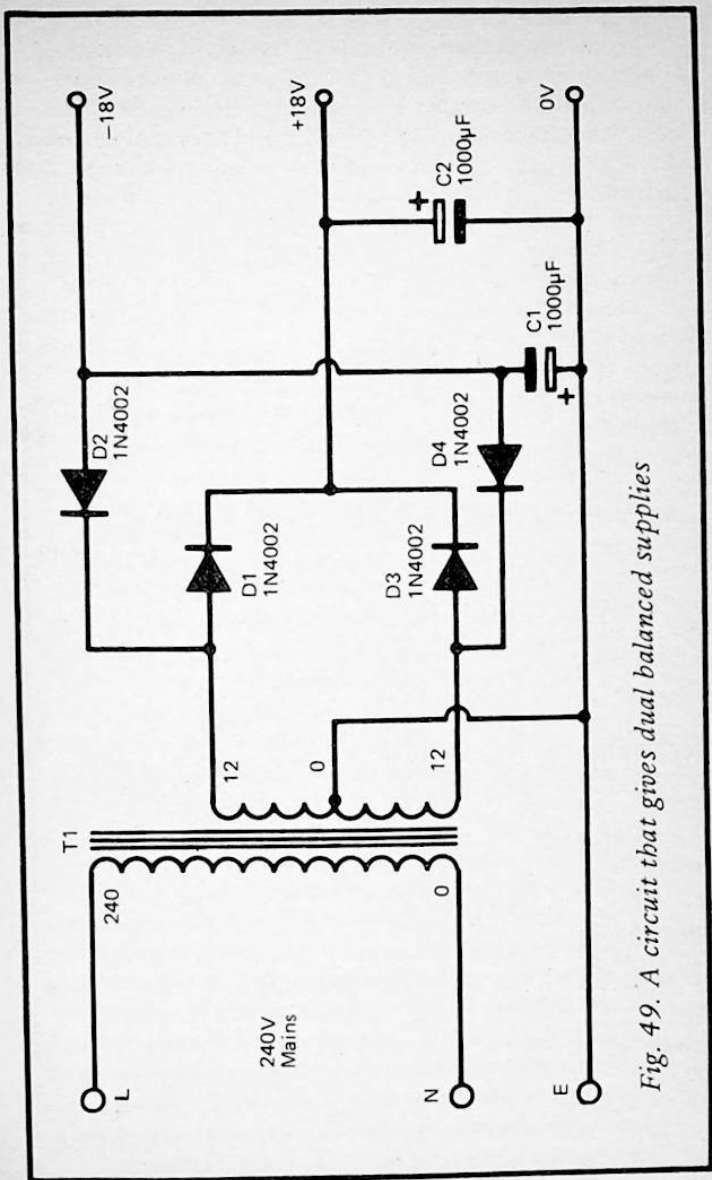 T1
L
240
240V
Mains
0
N
E
12
0
12
D2
1N4002
D1
1N4002
D3
1N4002
D4
1N4002
C1
1000µF
+
C2
1000µF
+
–18V
+18V
0V
Fig. 49. A circuit that gives dual balanced supplies